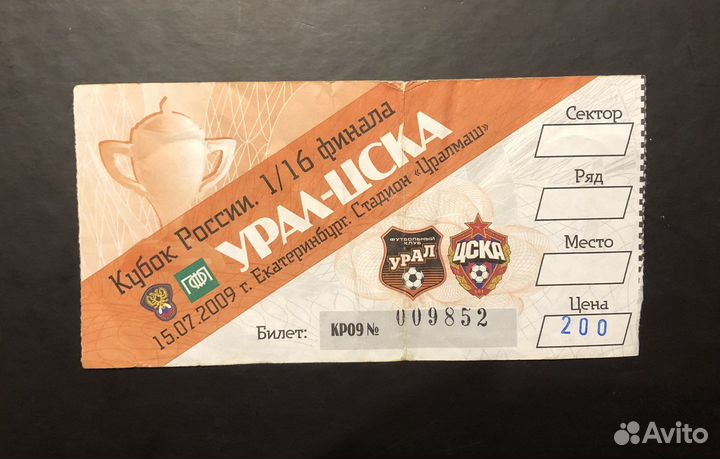 Кубок России. 1/16 финала
УРАЛ-ЦСКА
15.07.2009 г. Екатеринбург. Стадион «Уралмаш»
ПФЛ
ФУТБОЛЬНЫЙ КЛУБ
УРАЛ
ЦСКА
Билет: КР09 № 009852
Сектор
Ряд
Место
Цена
200
Avito